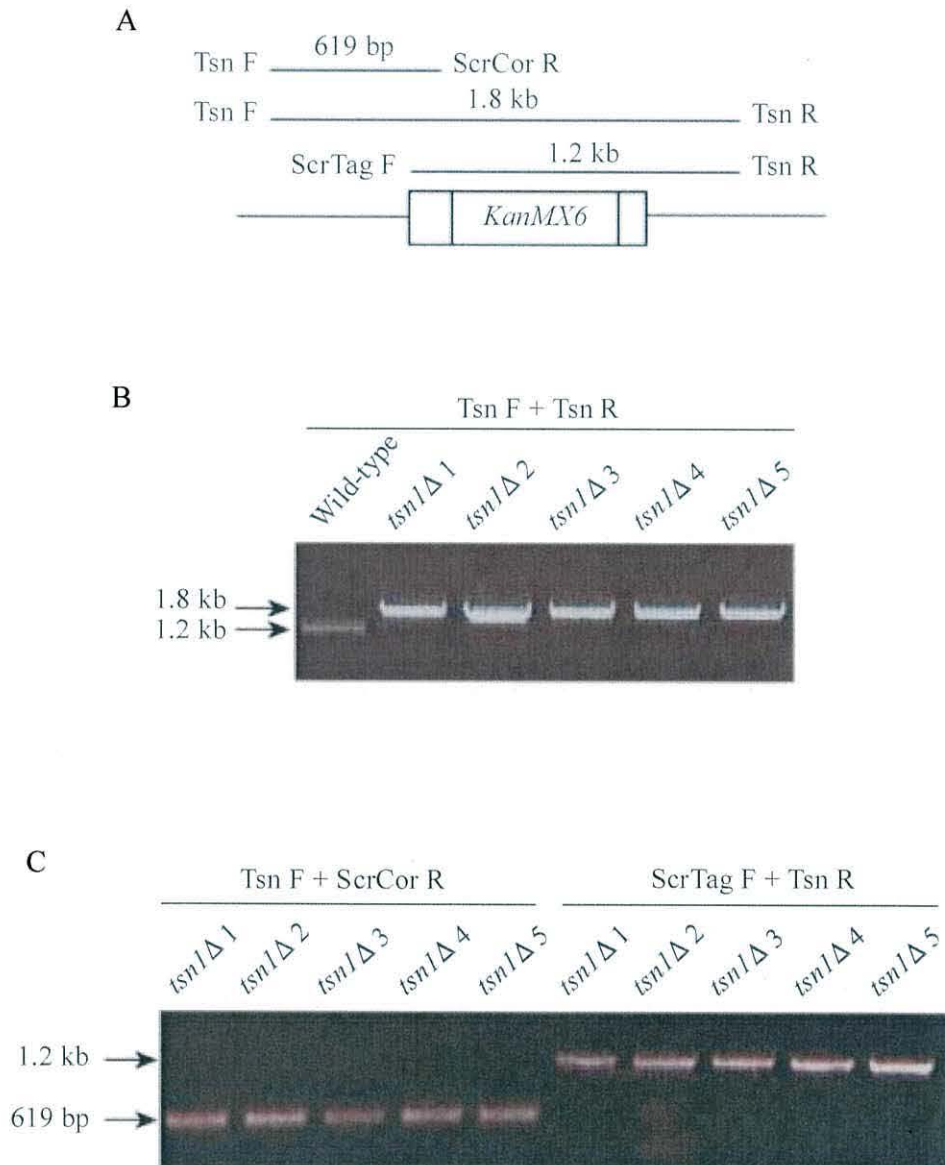 A
619 bp
Tsn F ScrCor R
1.8 kb
Tsn F Tsn R
1.2 kb
ScrTag F Tsn R
KanMX6
B
Tsn F + Tsn R
Wild-type tsn1Δ 1 tsn1Δ 2 tsn1Δ 3 tsn1Δ 4 tsn1Δ 5
1.8 kb
1.2 kb
C
Tsn F + ScrCor R ScrTag F + Tsn R
tsn1Δ 1 tsn1Δ 2 tsn1Δ 3 tsn1Δ 4 tsn1Δ 5 tsn1Δ1 tsn1Δ 2 tsn1Δ 3 tsn1Δ 4 tsn1Δ 5
1.2 kb
619 bp